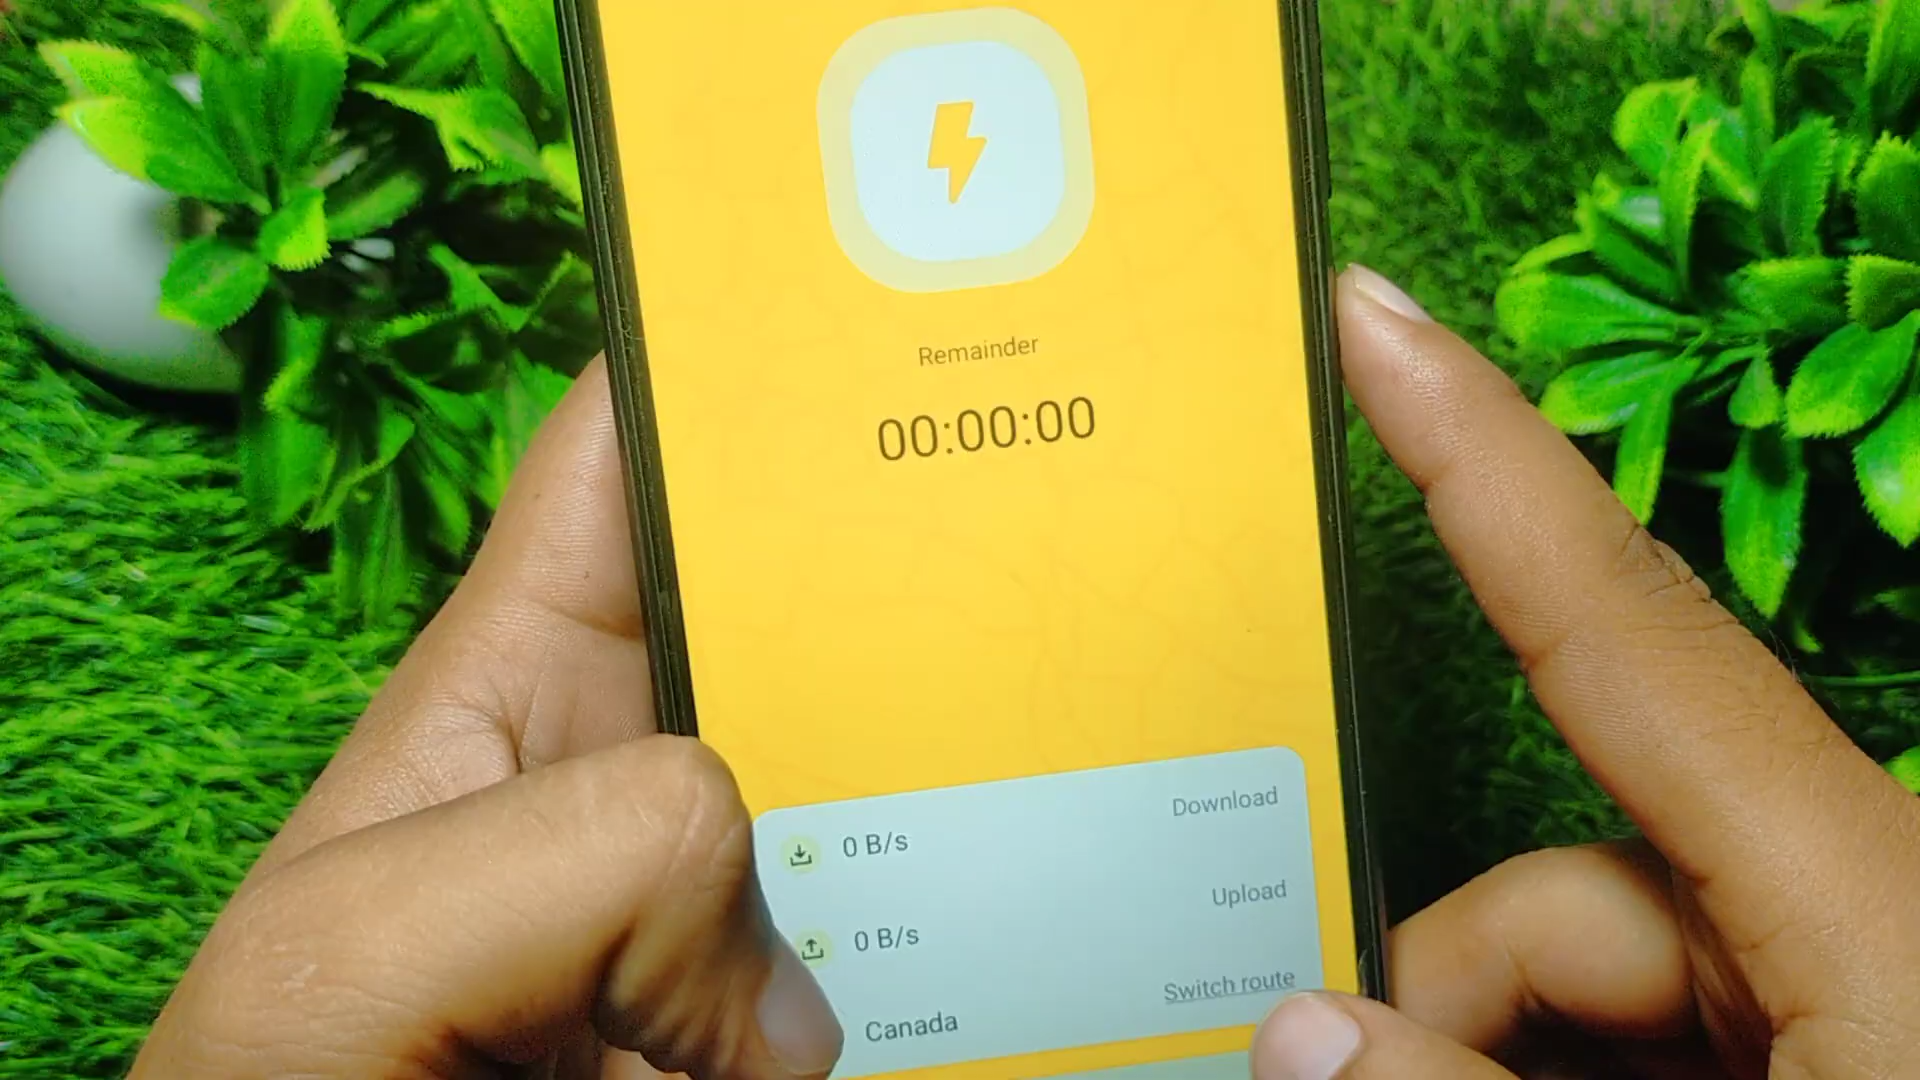 Remainder
00:00:00
0 B/s Download
0 B/s Upload
Canada Switch route